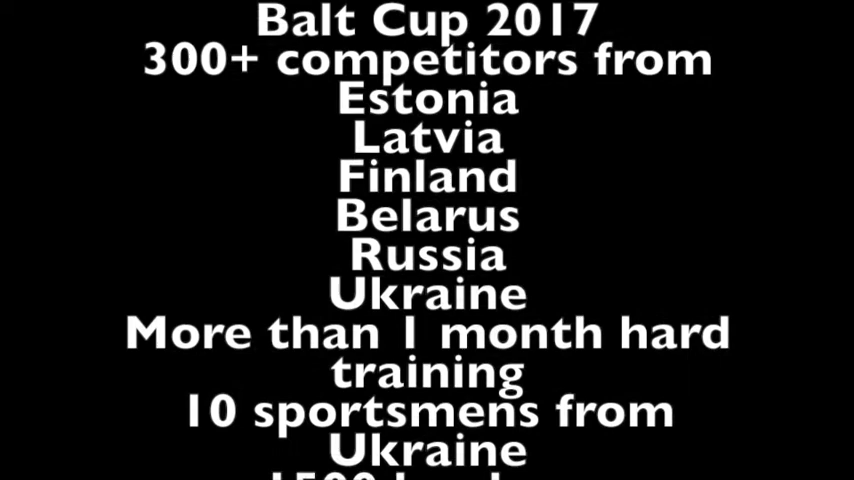 Balt Cup 2017
300+ competitors from
Estonia
Latvia
Finland
Belarus
Russia
Ukraine
More than 1 month hard
training
10 sportsmens from
Ukraine